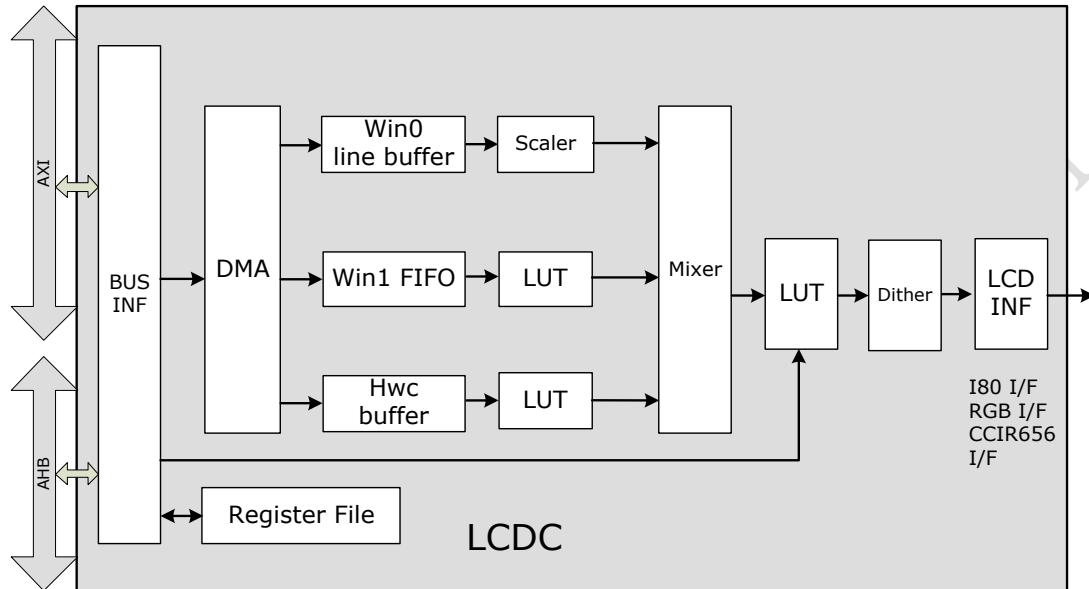 AXI
AHB
BUS
INF
DMA
Win0
line buffer
Scaler
Win1 FIFO
LUT
Hwc
buffer
LUT
Mixer
LUT
Dither
LCD
INF
I80 I/F
RGB I/F
CCIR656
I/F
Register File
LCDC